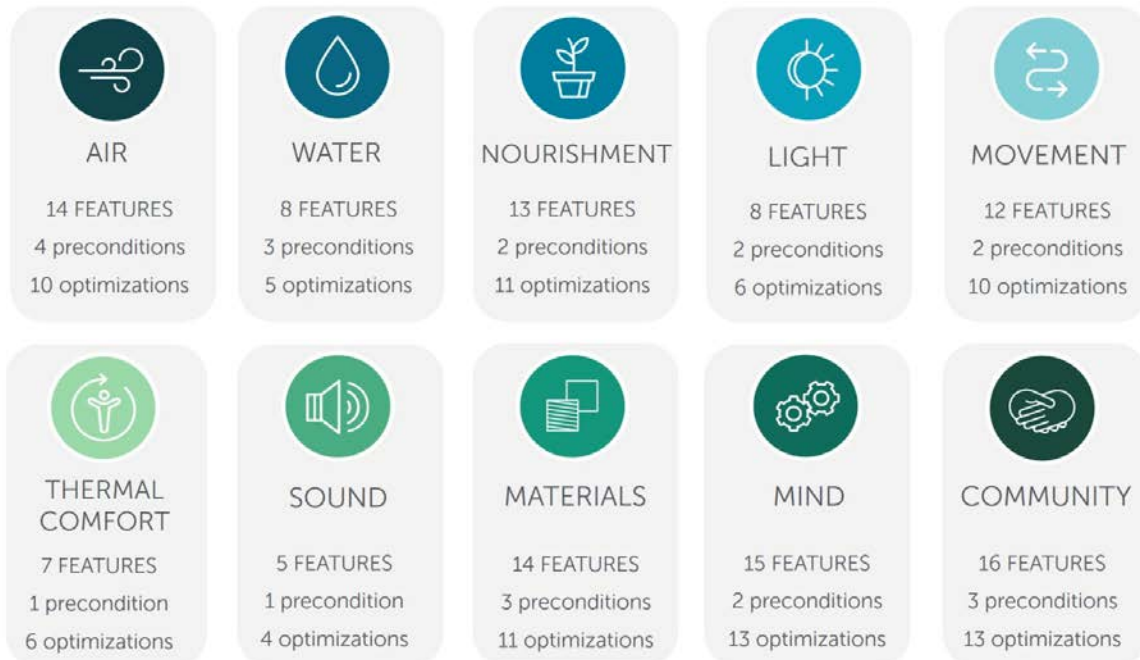 AIR
14 FEATURES
4 preconditions
10 optimizations
WATER
8 FEATURES
3 preconditions
5 optimizations
NOURISHMENT
13 FEATURES
2 preconditions
11 optimizations
LIGHT
8 FEATURES
2 preconditions
6 optimizations
MOVEMENT
12 FEATURES
2 preconditions
10 optimizations
THERMAL
COMFORT
7 FEATURES
1 precondition
6 optimizations
SOUND
5 FEATURES
1 precondition
4 optimizations
MATERIALS
14 FEATURES
3 preconditions
11 optimizations
MIND
15 FEATURES
2 preconditions
13 optimizations
COMMUNITY
16 FEATURES
3 preconditions
13 optimizations